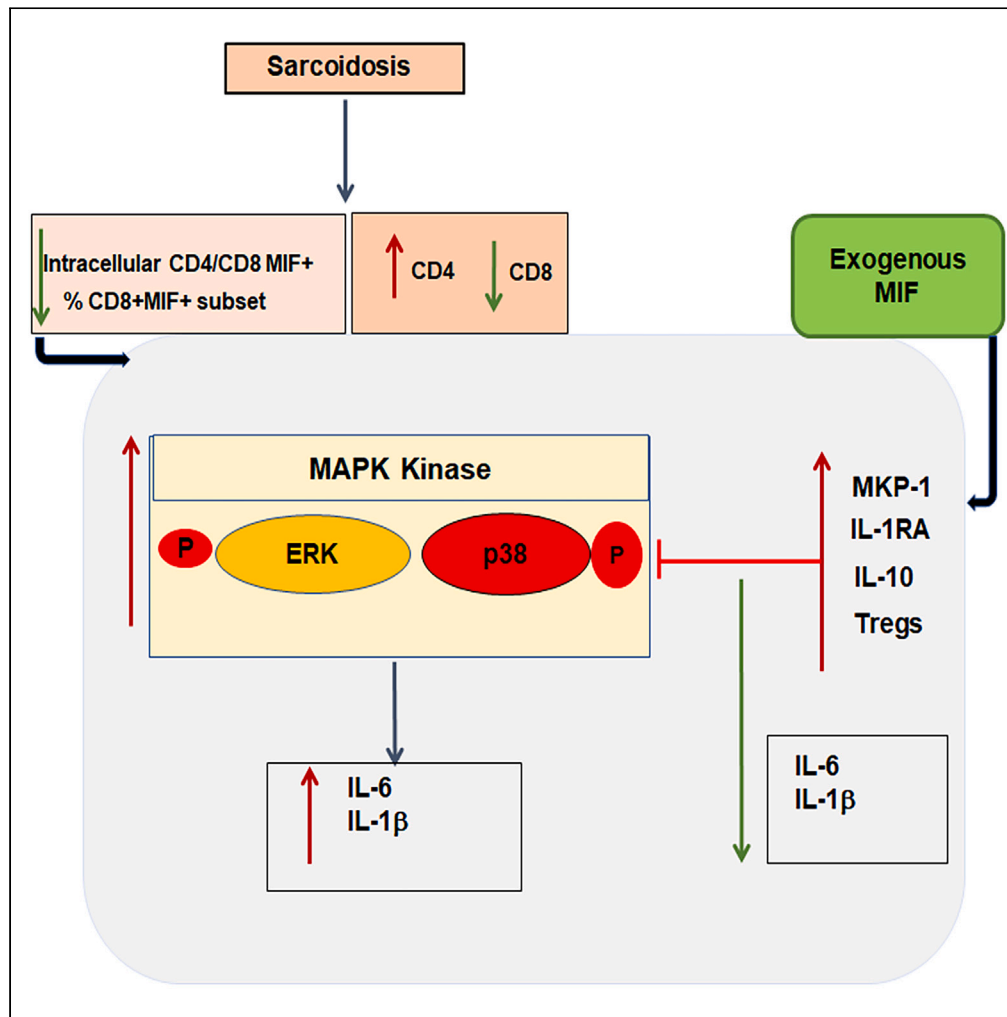 Sarcoidosis
Intracellular CD4/CD8 MIF+
% CD8+MIF+ subset
CD4
CD8
Exogenous
MIF
MAPK Kinase
P
ERK
p38
P
MKP-1
IL-1RA
IL-10
Tregs
IL-6
IL-1β
IL-6
IL-1β